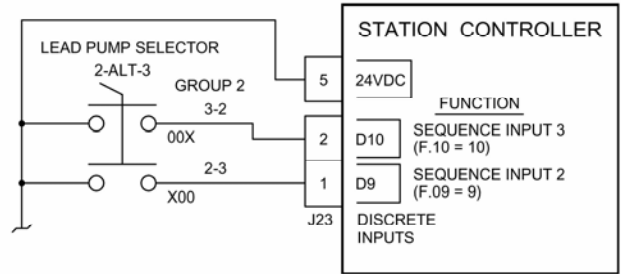 STATION CONTROLLER
LEAD PUMP SELECTOR
2-ALT-3
GROUP 2
5
24VDC
FUNCTION
3-2
00X
2
D10
SEQUENCE INPUT 3
(F.10 = 10)
2-3
X00
1
D9
SEQUENCE INPUT 2
(F.09 = 9)
J23
DISCRETE
INPUTS